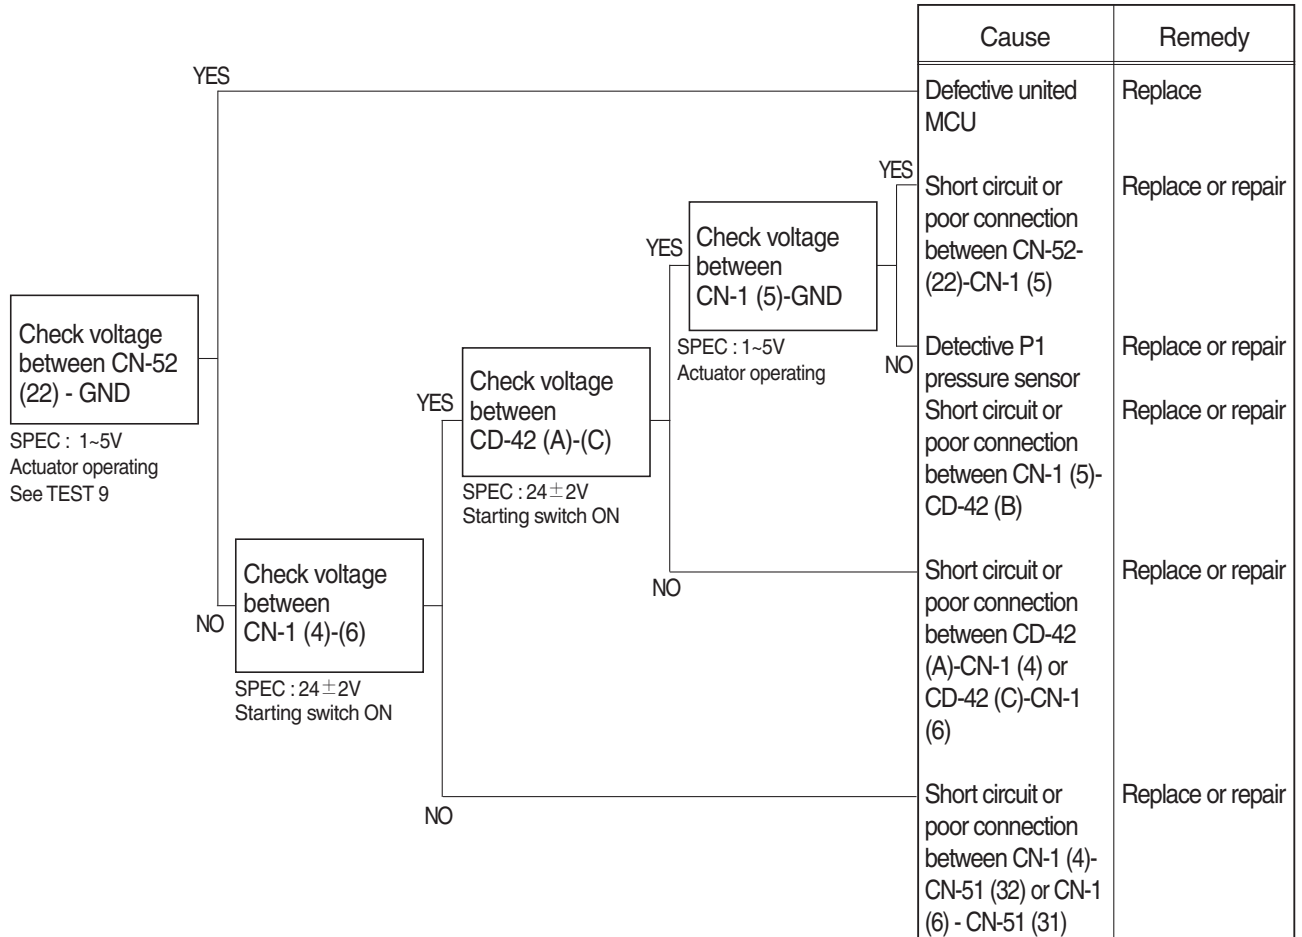 Cause Remedy
YES
Defective united Replace
MCU
YES
Short circuit or Replace or repair
poor connection
between CN-52-
(22)-CN-1 (5)
YES
Check voltage
between
CN-1 (5)-GND
SPEC : 1~5V
Actuator operating
NO
Detective P1 Replace or repair
pressure sensor
Short circuit or Replace or repair
poor connection
between CN-1 (5)-
CD-42 (B)
Check voltage
between CN-52
(22) - GND
SPEC : 1~5V
Actuator operating
See TEST 9
YES
Check voltage
between
CD-42 (A)-(C)
SPEC : 24±2V
Starting switch ON
NO
Short circuit or Replace or repair
poor connection
between CD-42
(A)-CN-1 (4) or
CD-42 (C)-CN-1
(6)
NO
Check voltage
between
CN-1 (4)-(6)
SPEC : 24±2V
Starting switch ON
NO
Short circuit or Replace or repair
poor connection
between CN-1 (4)-
CN-51 (32) or CN-1
(6) - CN-51 (31)